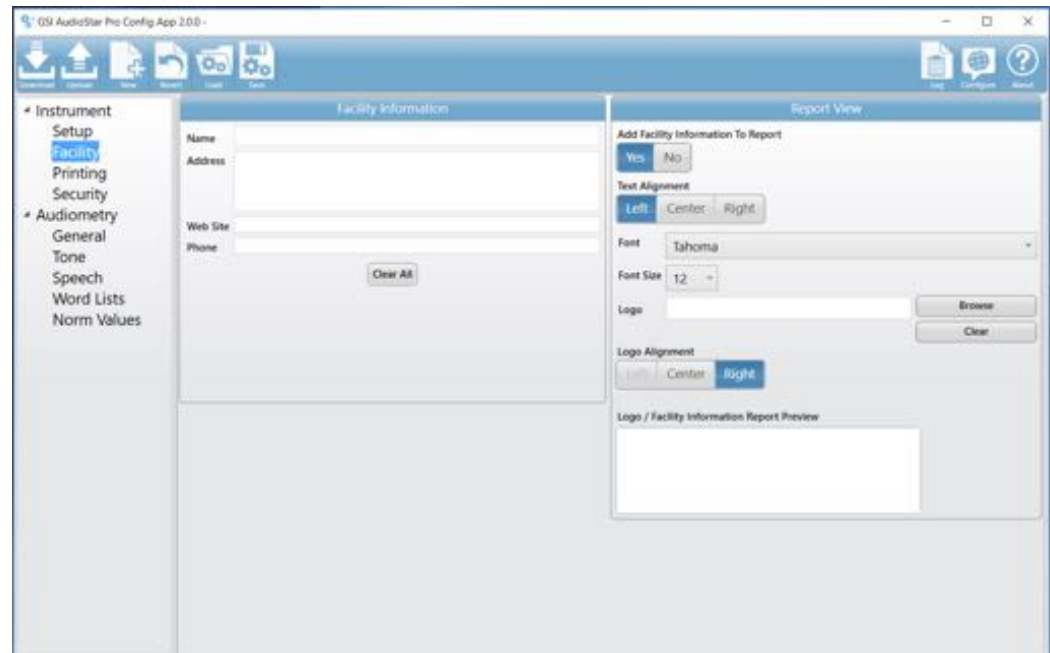 GSI AudioStar Pro Config App 2.0.0 -
Download Upload New Revert Load Save Log Configure About
Instrument
Setup
Facility
Printing
Security
Audiometry
General
Tone
Speech
Word Lists
Norm Values
Facility Information
Name
Address
Web Site
Phone
Clear All
Report View
Add Facility Information To Report
Yes No
Text Alignment
Left Center Right
Font Tahoma
Font Size 12
Logo Browse
Clear
Logo Alignment
Left Center Right
Logo / Facility Information Report Preview